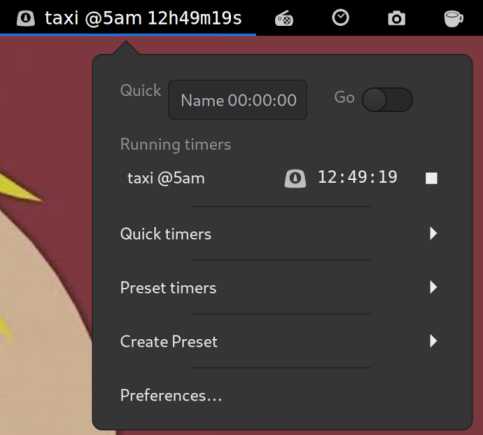 taxi @5am 12h49m19s
Quick Name 00:00:00 Go
Running timers
taxi @5am 12:49:19
Quick timers
Preset timers
Create Preset
Preferences...